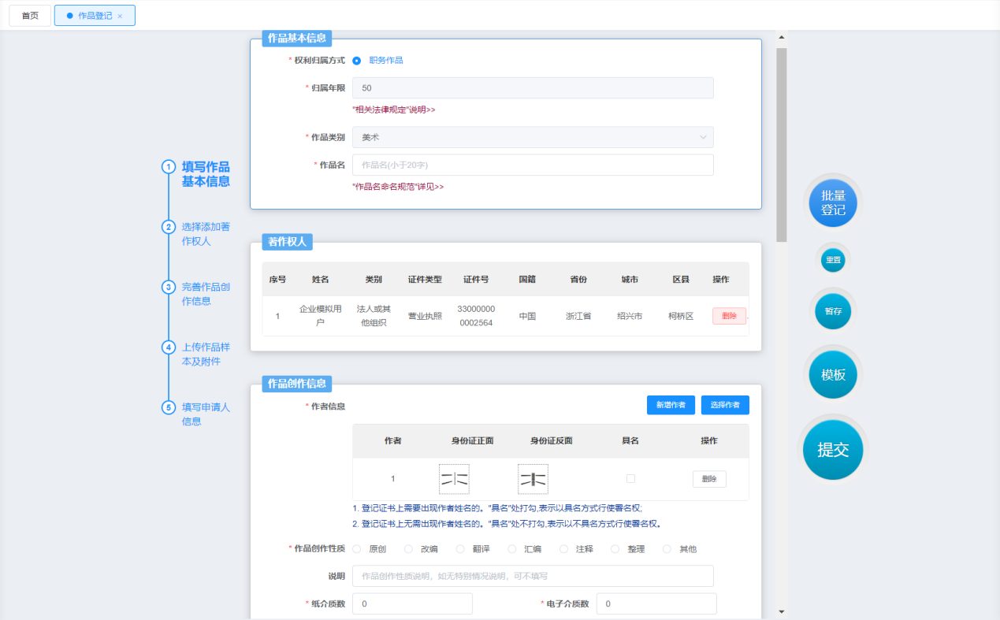 首页
作品登记 ×
作品基本信息
* 权利归属方式 职务作品
* 归属年限 50
"相关法律规定"说明>>
* 作品类别 美术
* 作品名 作品名(小于20字)
"作品名命名规范"详见>>
1 填写作品
基本信息
2 选择添加著
作权人
3 完善作品创
作信息
4 上传作品样
本及附件
5 填写申请人
信息
著作权人
序号 姓名 类别 证件类型 证件号 国籍 省份 城市 区县 操作
1 企业模拟用户 法人或其他组织 营业执照 330000000002564 中国 浙江省 绍兴市 柯桥区 删除
作品创作信息
* 作者信息 新增作者 选择作者
作者 身份证正面 身份证反面 具名 操作
1 删除
1. 登记证书上需要出现作者姓名的。"具名"处打勾,表示以具名方式行使署名权;
2. 登记证书上无需出现作者姓名的。"具名"处不打勾,表示以不具名方式行使署名权。
* 作品创作性质 原创 改编 翻译 汇编 注释 整理 其他
说明 作品创作性质说明，如无特别情况说明，可不填写
* 纸介质数 0 * 电子介质数 0
批量
登记
重置
暂存
模板
提交